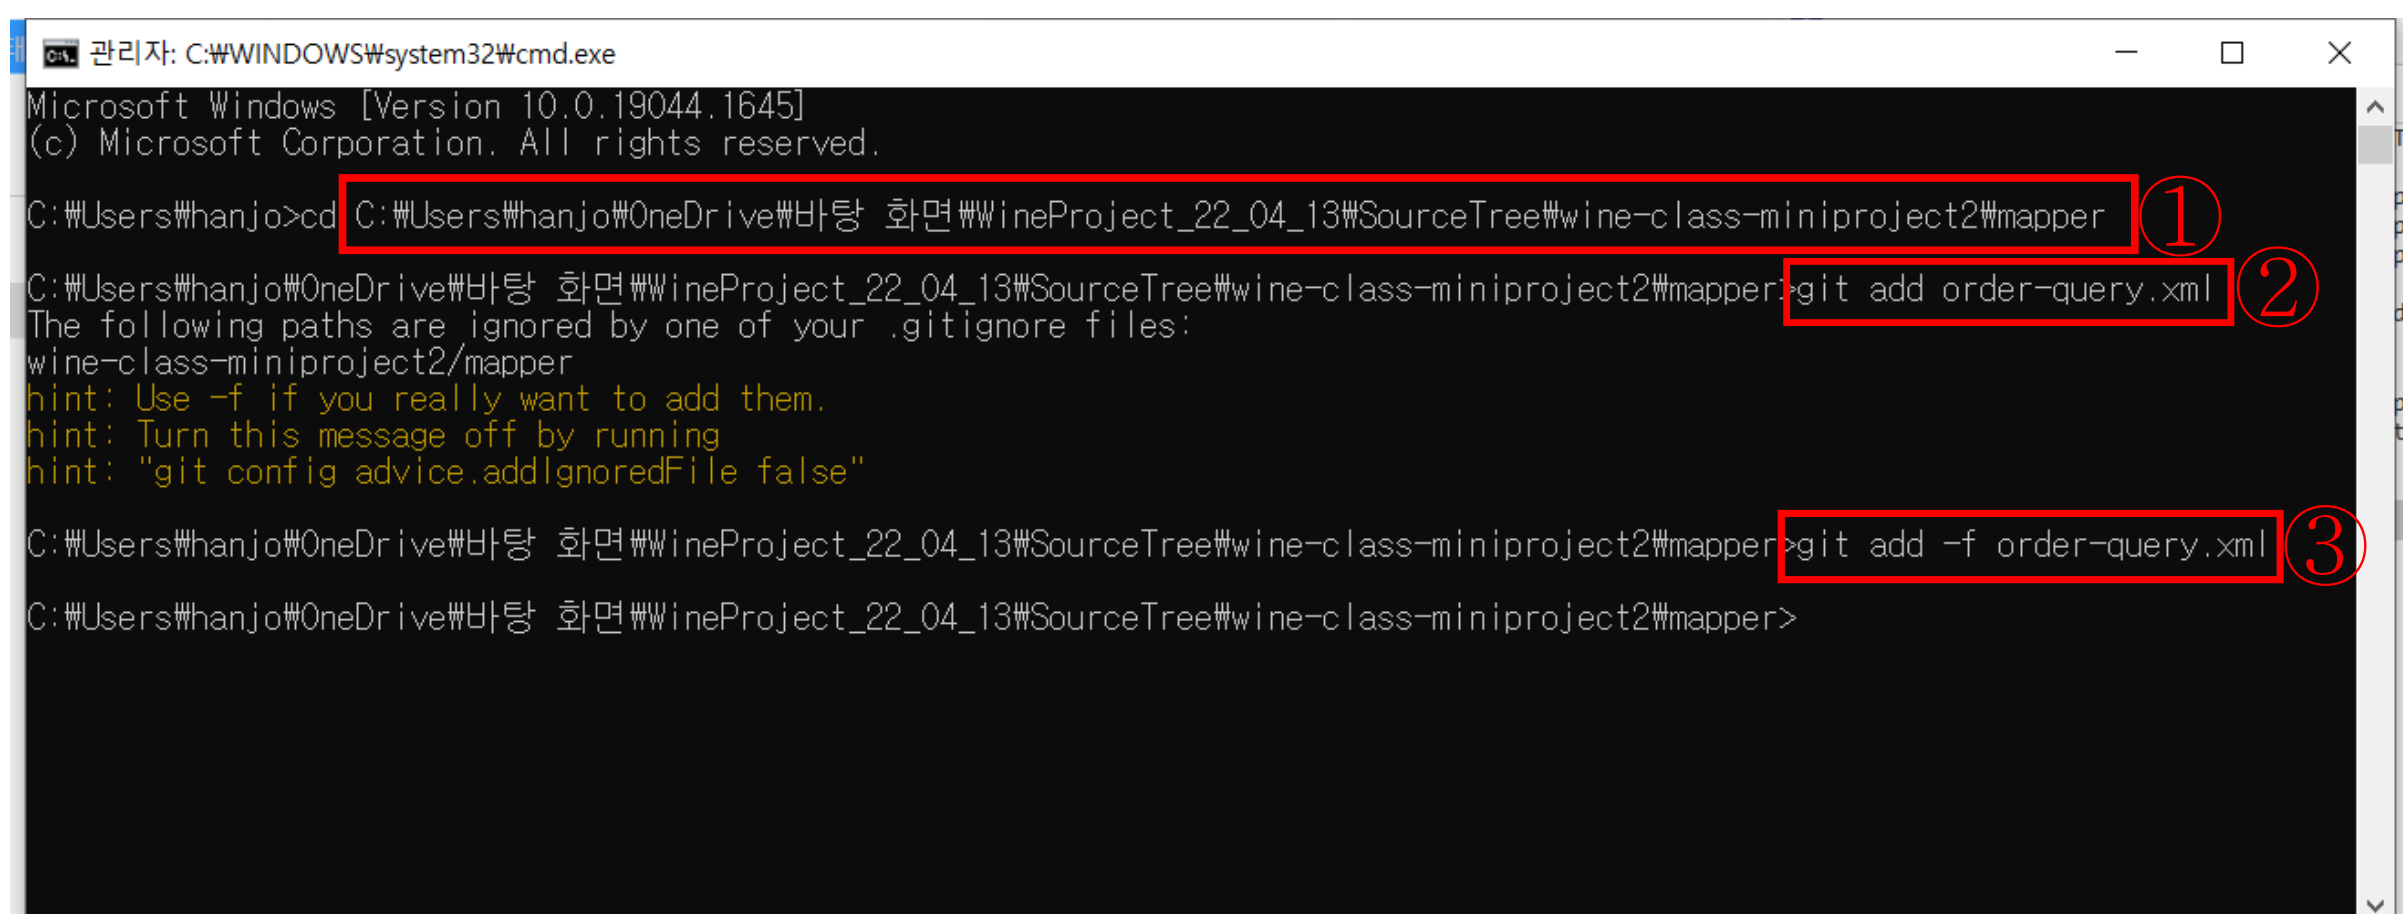 관리자: C:₩WINDOWS₩system32₩cmd.exe
Microsoft Windows [Version 10.0.19044.1645]
(c) Microsoft Corporation. All rights reserved.
C:₩Users₩hanjo>cd C:₩Users₩hanjo₩OneDrive₩바탕 화면₩WineProject_22_04_13₩SourceTree₩wine-class-miniproject2₩mapper ①
C:₩Users₩hanjo₩OneDrive₩바탕 화면₩WineProject_22_04_13₩SourceTree₩wine-class-miniproject2₩mapper>git add order-query.xml ②
The following paths are ignored by one of your .gitignore files:
wine-class-miniproject2/mapper
hint: Use -f if you really want to add them.
hint: Turn this message off by running
hint: "git config advice.addIgnoredFile false"
C:₩Users₩hanjo₩OneDrive₩바탕 화면₩WineProject_22_04_13₩SourceTree₩wine-class-miniproject2₩mapper>git add -f order-query.xml ③
C:₩Users₩hanjo₩OneDrive₩바탕 화면₩WineProject_22_04_13₩SourceTree₩wine-class-miniproject2₩mapper>